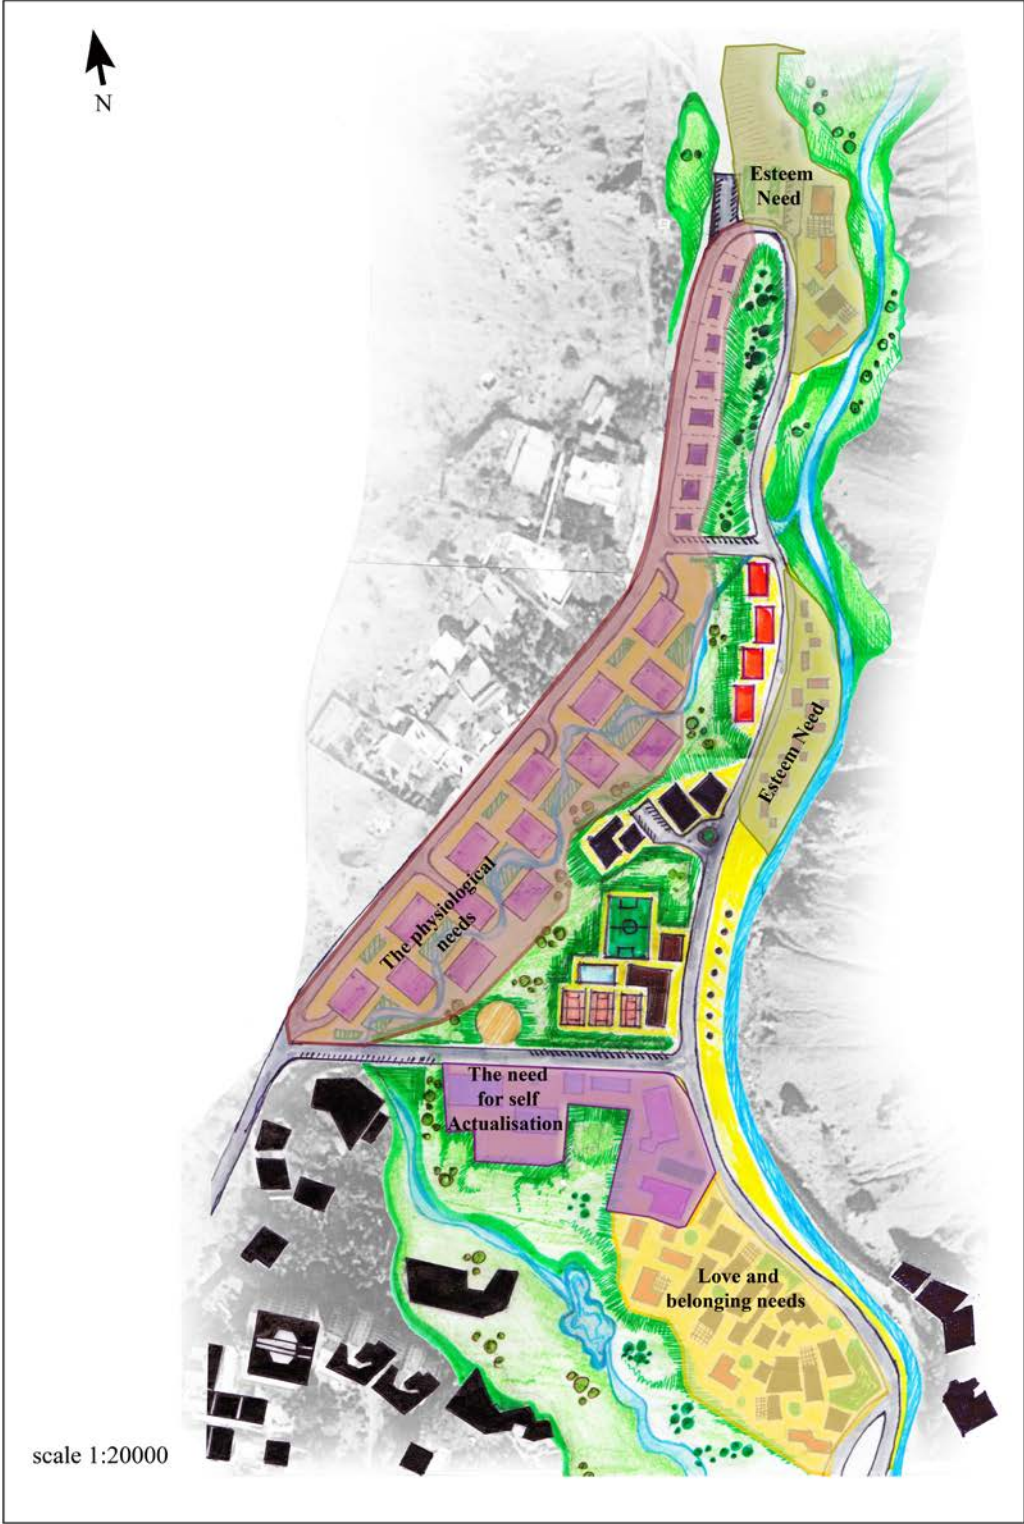 N
Esteem
Need
Esteem Need
The physiological
needs
The need
for self
Actualisation
Love and
belonging needs
scale 1:20000